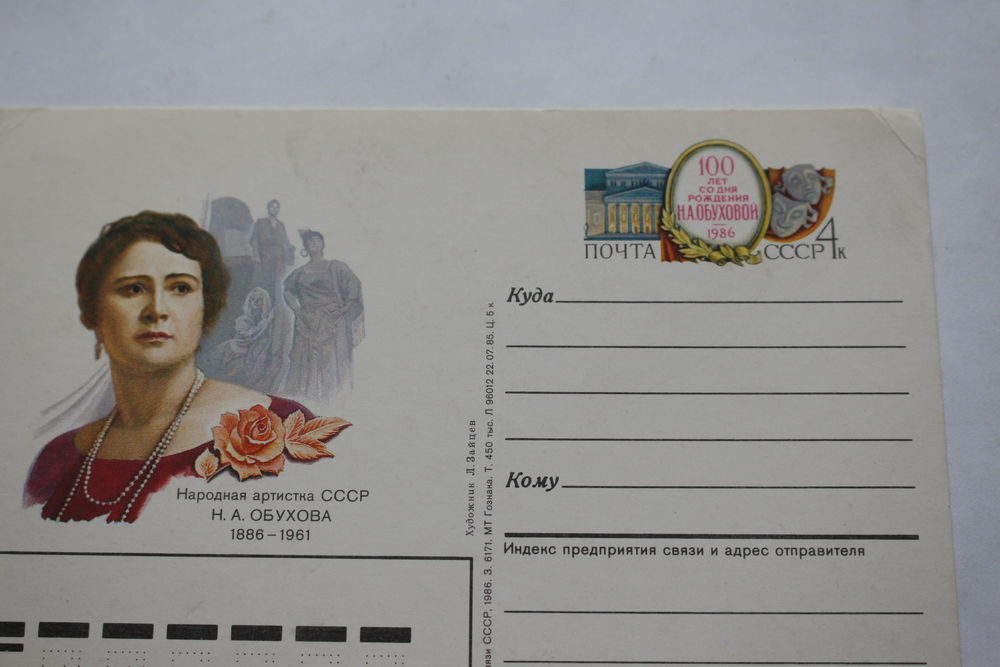 100
ЛЕТ
СО ДНЯ
РОЖДЕНИЯ
Н.А.ОБУХОВОЙ
1986
ПОЧТА СССР 4к
Куда
Кому
Индекс предприятия связи и адрес отправителя
Народная артистка СССР
Н. А. ОБУХОВА
1886–1961
Художник Л. Зайцев
СССР, 1986. З. 6171. МТ Гознака. Т. 450 тыс. Л 96012 22.07.85. Ц. 5 к.